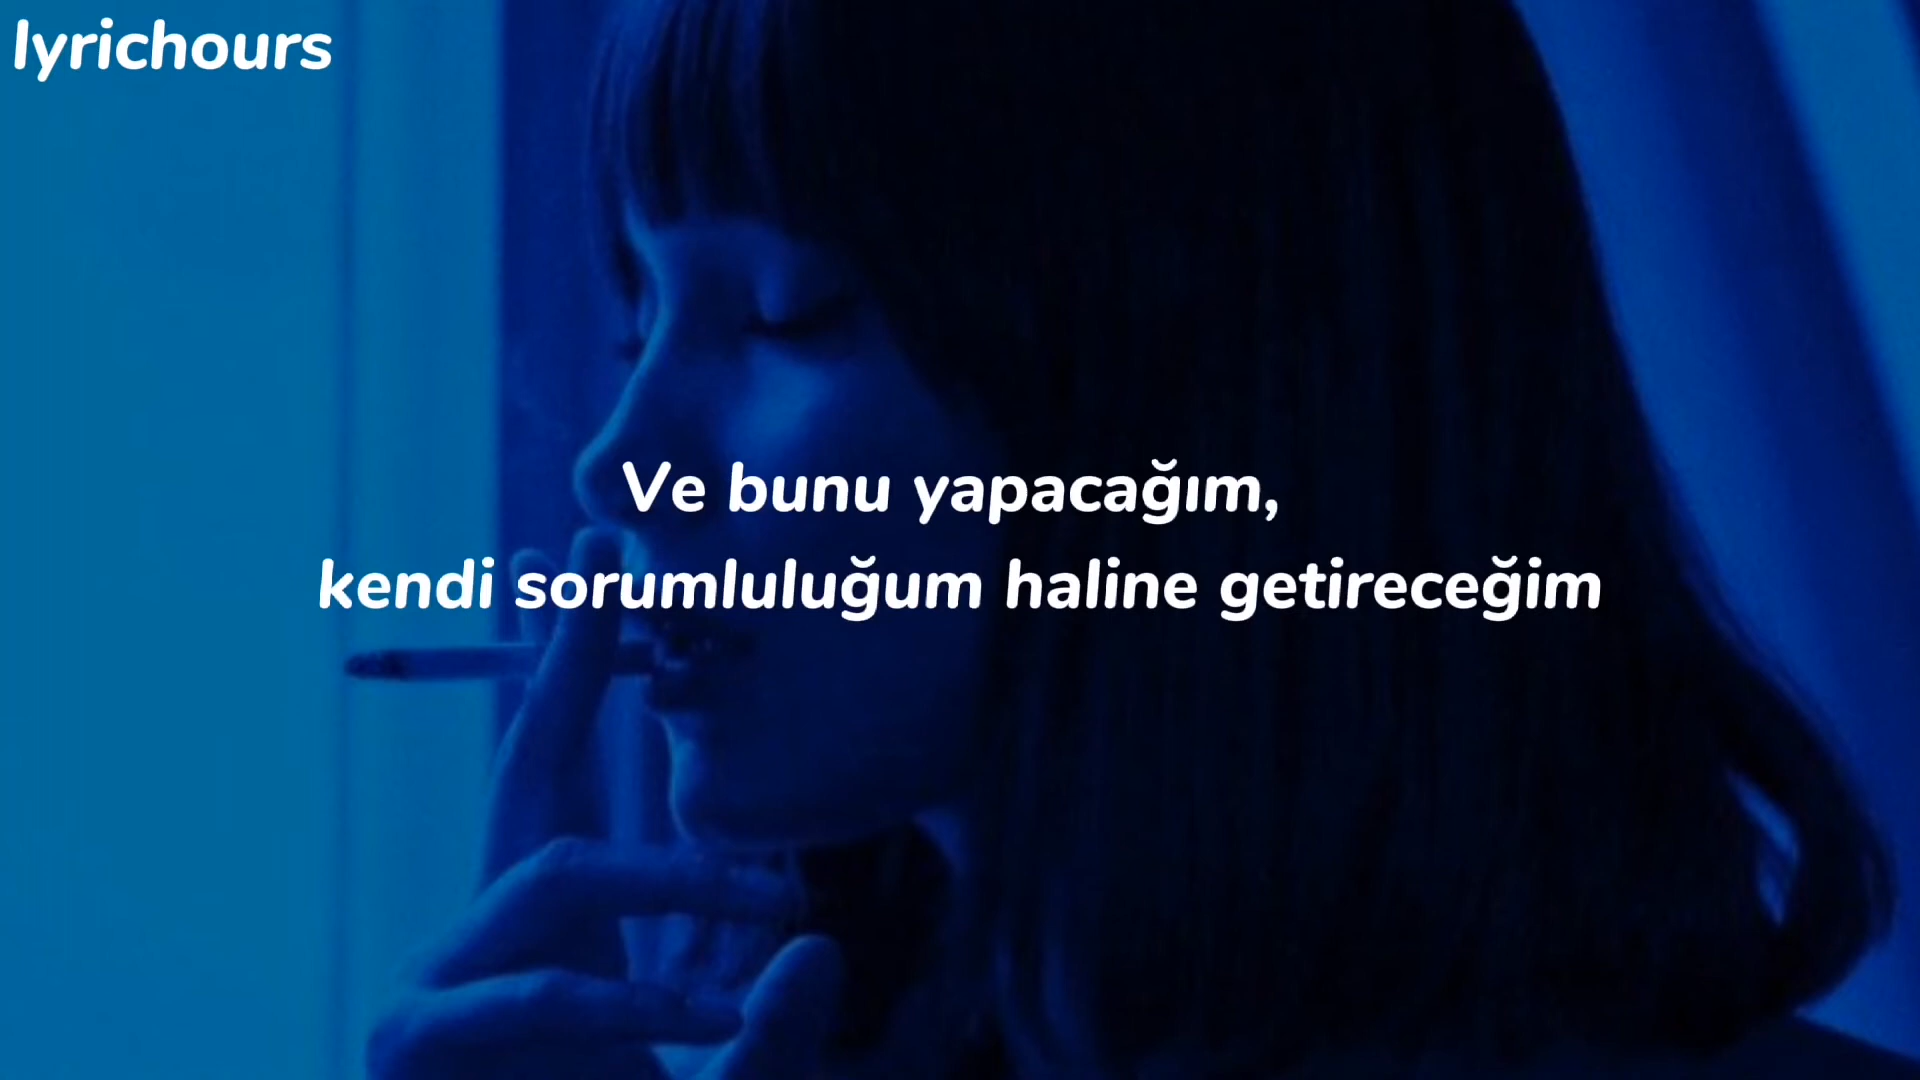 lyrichours
Ve bunu yapacağım,
kendi sorumluluğum haline getireceğim